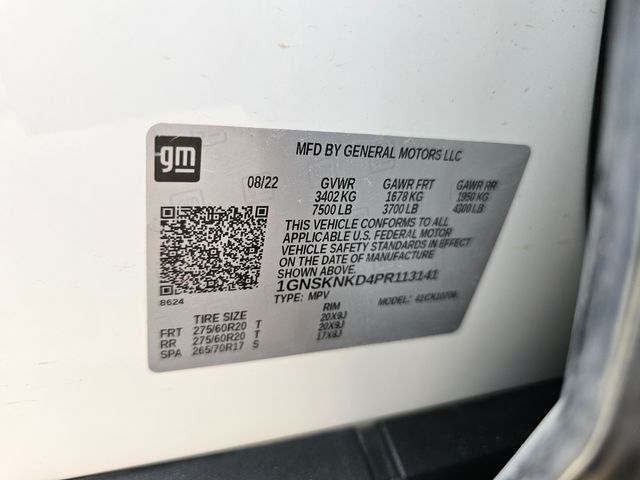 gm
MFD BY GENERAL MOTORS LLC
08/22 GVWR GAWR FRT GAWR RR
3402 KG 1678 KG 1950 KG
7500 LB 3700 LB 4300 LB
THIS VEHICLE CONFORMS TO ALL
APPLICABLE U.S. FEDERAL MOTOR
VEHICLE SAFETY STANDARDS IN EFFECT
ON THE DATE OF MANUFACTURE
SHOWN ABOVE.
1GNSKNKD4PR113141
8624
TYPE: MPV MODEL: 41CK10706
TIRE SIZE RIM
FRT 275/60R20 T 20X9J
RR 275/60R20 T 20X9J
SPA 265/70R17 S 17X8J